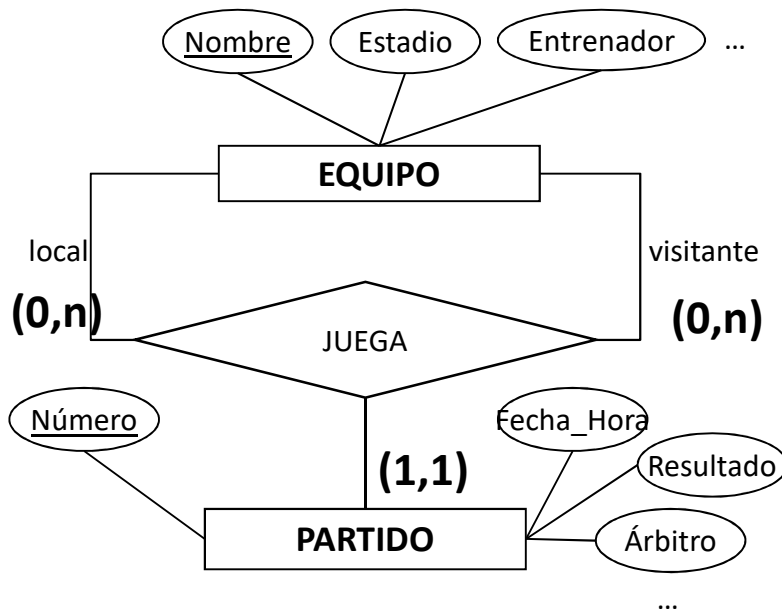 Nombre
Estadio
Entrenador
...
EQUIPO
local
visitante
(0,n)
(0,n)
JUEGA
Número
Fecha_Hora
(1,1)
Resultado
PARTIDO
Árbitro
...